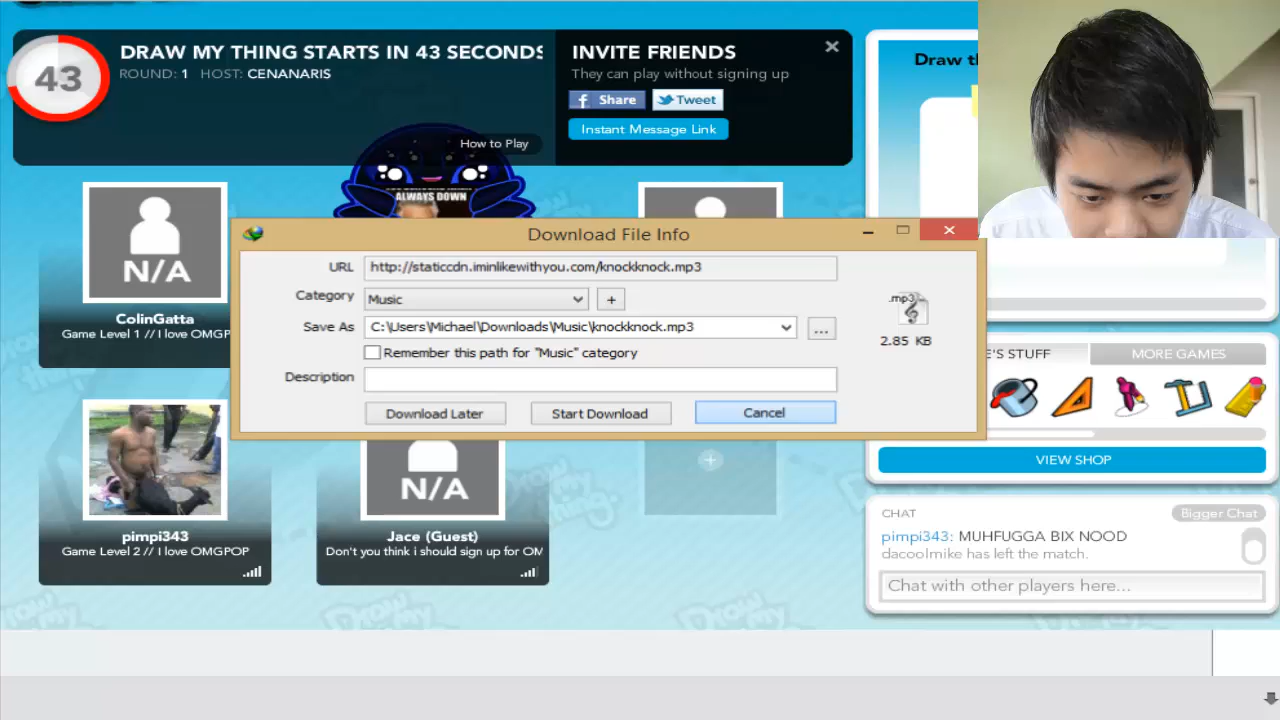 43
DRAW MY THING STARTS IN 43 SECONDS
ROUND: 1 HOST: CENANARIS
How to Play
INVITE FRIENDS
They can play without signing up
f Share
Tweet
Instant Message Link
ALWAYS DOWN
N/A
ColinGatta
Game Level 1 // I love OMGP
Download File Info
URL http://staticcdn.iminlikewithyou.com/knockknock.mp3
Category Music +
Save As C:\Users\Michael\Downloads\Music\knockknock.mp3 ...
Remember this path for "Music" category
Description
Download Later Start Download Cancel
.mp3
2.85 KB
pimpi343
Game Level 2 // I love OMGPOP
N/A
Jace (Guest)
Don't you think i should sign up for OM
Draw th
E'S STUFF
MORE GAMES
VIEW SHOP
CHAT
Bigger Chat
pimpi343: MUHFUGGA BIX NOOD
dacoolmike has left the match.
Chat with other players here...